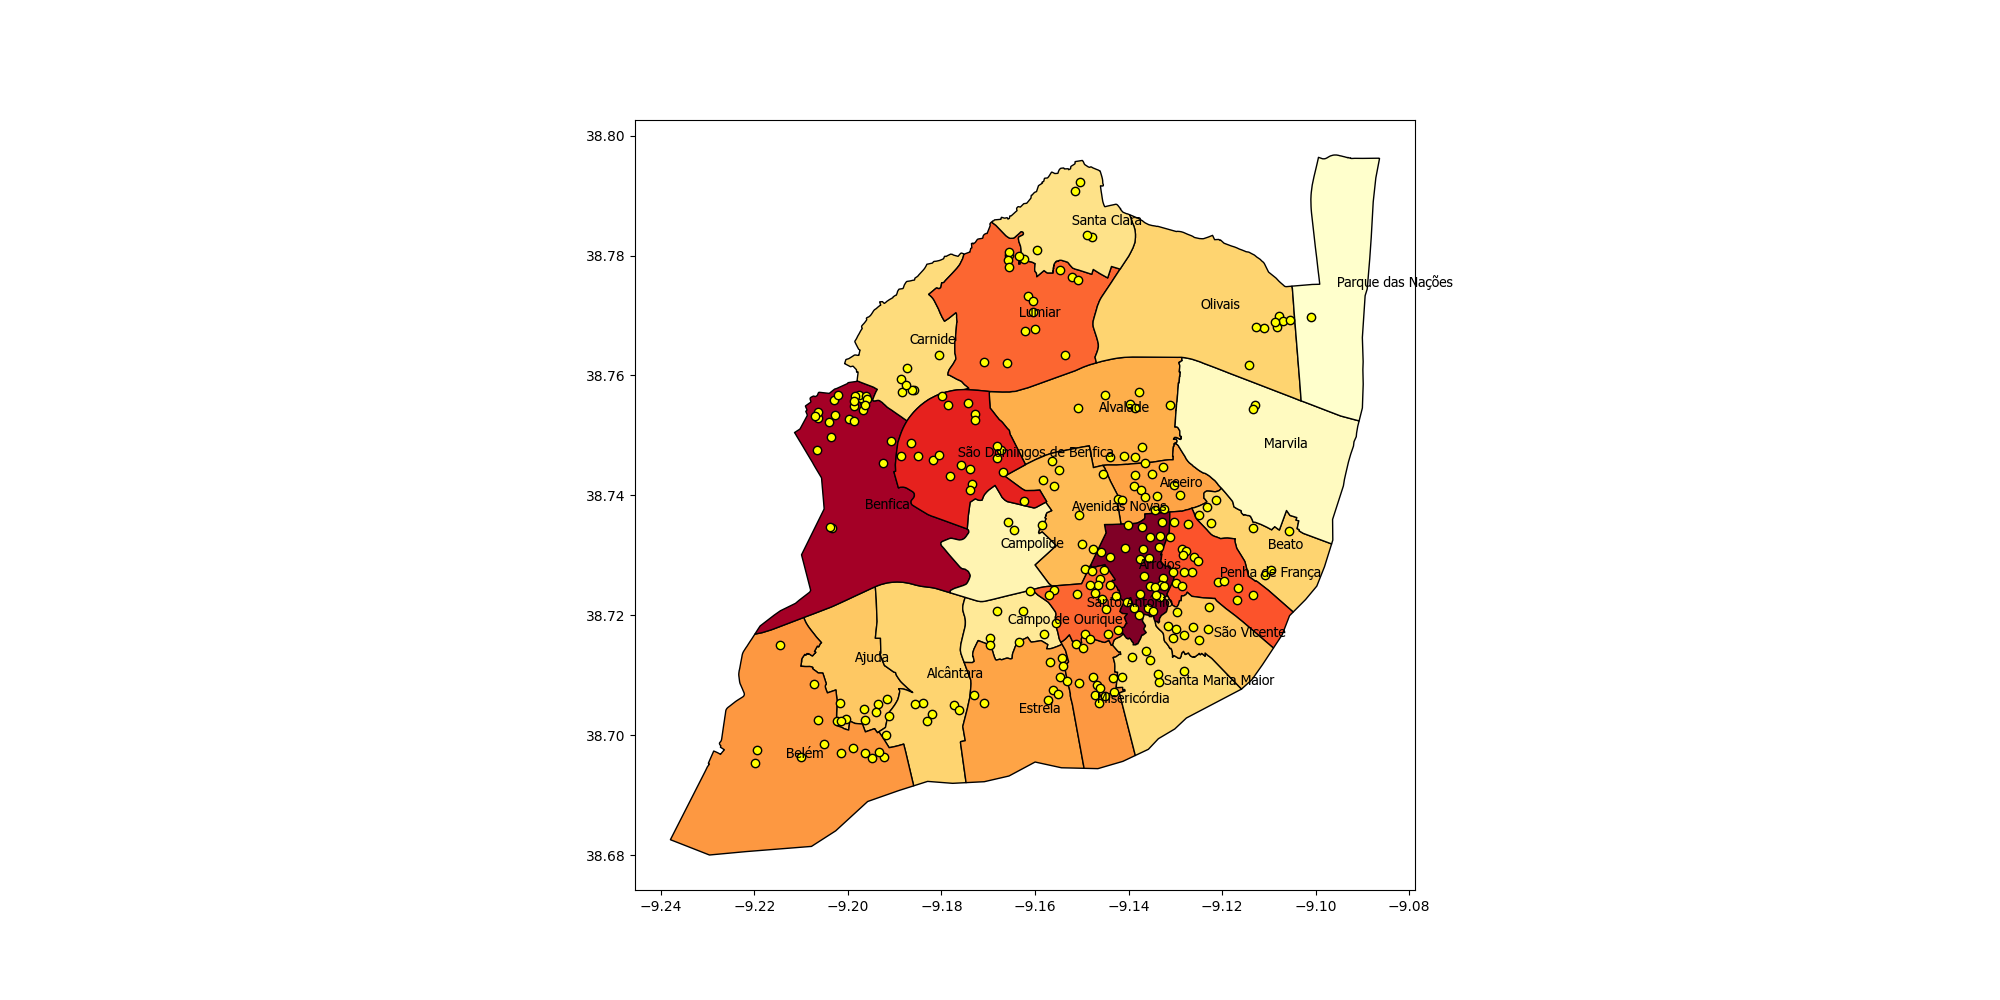 38.80
38.78
38.76
38.74
38.72
38.70
38.68
Santa Clara
Parque das Nações
Olivais
Lumiar
Carnide
Alvalade
Marvila
São Domingos de Benfica
Areeiro
Benfica
Avenidas Novas
Campolide
Beato
Arroios
Penha de França
Santo António
Campo de Ourique
São Vicente
Ajuda
Alcântara
Santa Maria Maior
Misericórdia
Estrela
Belém
−9.24 −9.22 −9.20 −9.18 −9.16 −9.14 −9.12 −9.10 −9.08